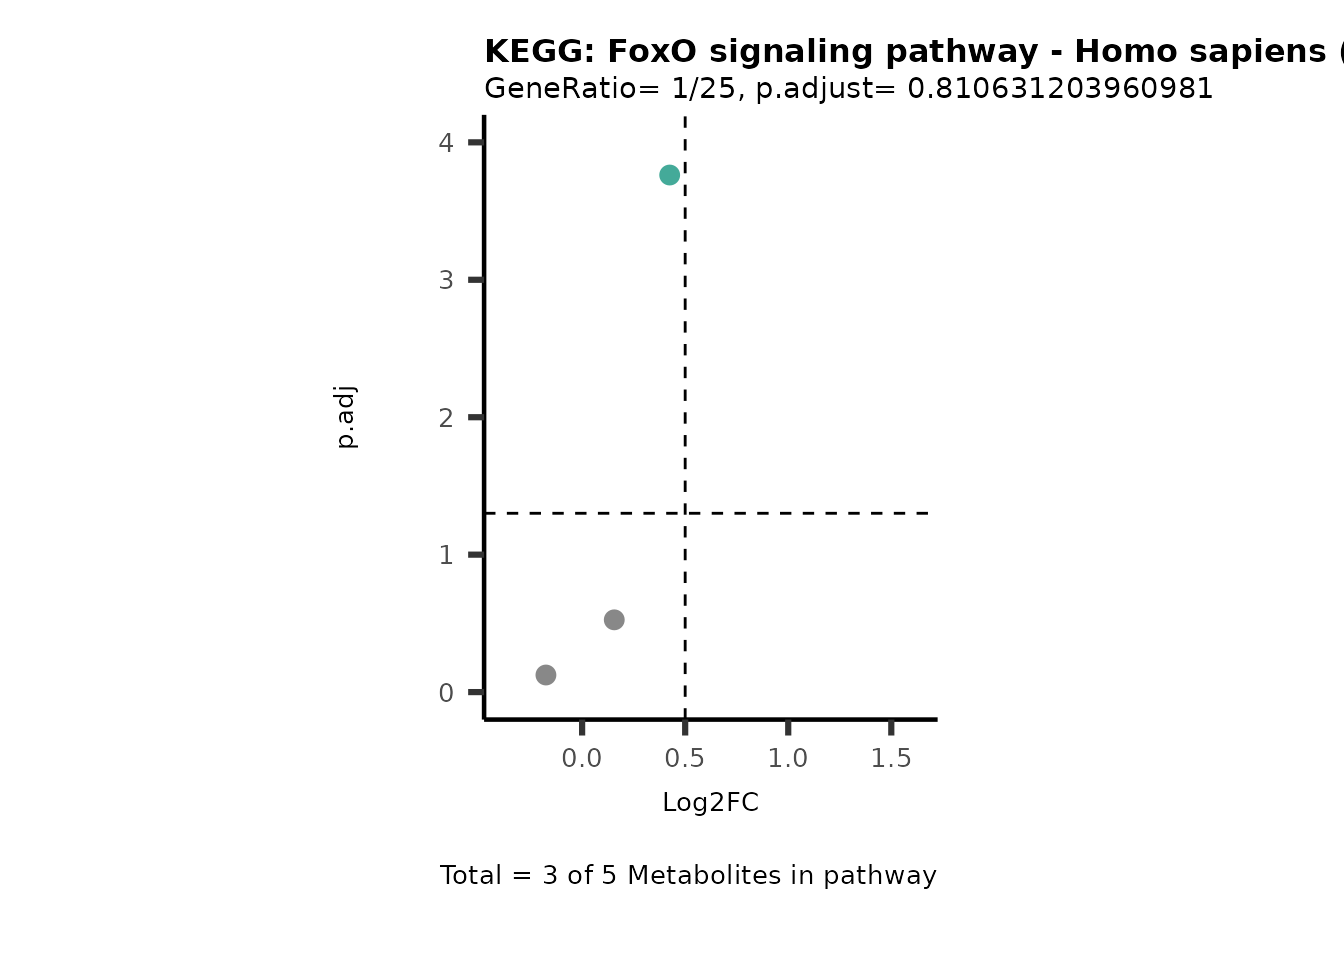 KEGG: FoxO signaling pathway - Homo sapiens (
GeneRatio= 1/25, p.adjust= 0.810631203960981
4
3
2
1
0
p.adj
0.0 0.5 1.0 1.5
Log2FC
Total = 3 of 5 Metabolites in pathway